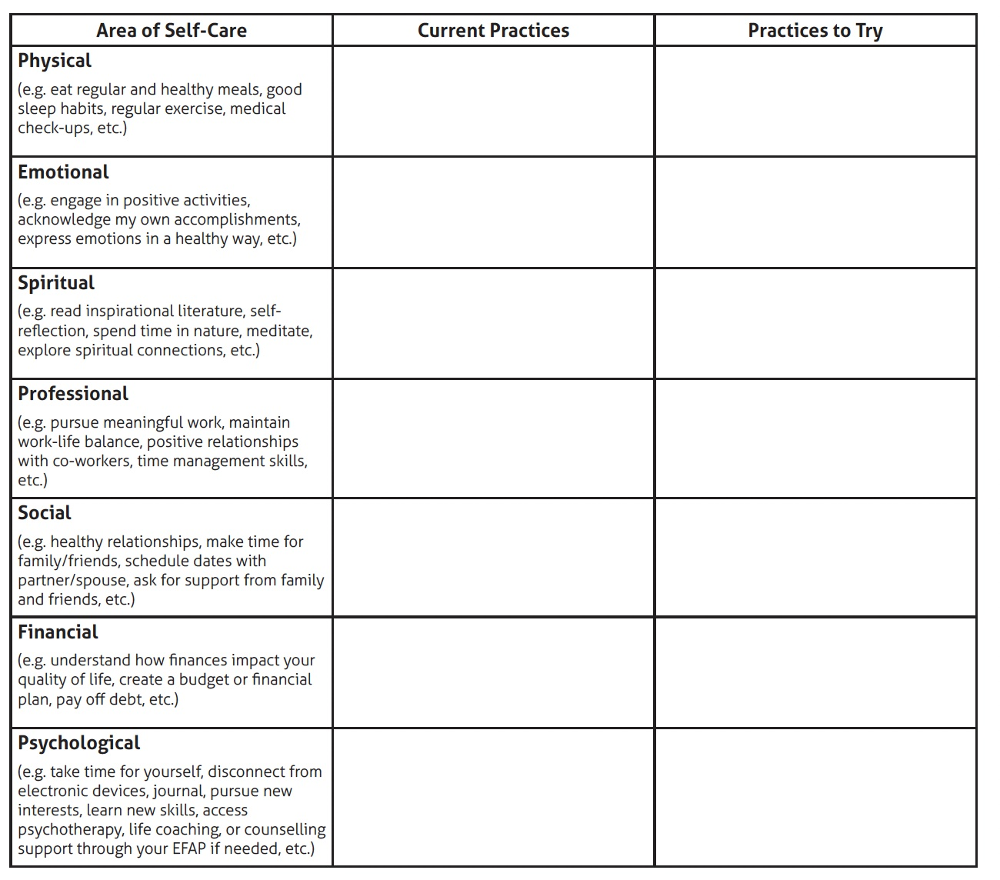 Area of Self-Care
Current Practices
Practices to Try
Physical
(e.g. eat regular and healthy meals, good
sleep habits, regular exercise, medical
check-ups, etc.)
Emotional
(e.g. engage in positive activities,
acknowledge my own accomplishments,
express emotions in a healthy way, etc.)
Spiritual
(e.g. read inspirational literature, self-
reflection, spend time in nature, meditate,
explore spiritual connections, etc.)
Professional
(e.g. pursue meaningful work, maintain
work-life balance, positive relationships
with co-workers, time management skills,
etc.)
Social
(e.g. healthy relationships, make time for
family/friends, schedule dates with
partner/spouse, ask for support from family
and friends, etc.)
Financial
(e.g. understand how finances impact your
quality of life, create a budget or financial
plan, pay off debt, etc.)
Psychological
(e.g. take time for yourself, disconnect from
electronic devices, journal, pursue new
interests, learn new skills, access
psychotherapy, life coaching, or counselling
support through your EFAP if needed, etc.)